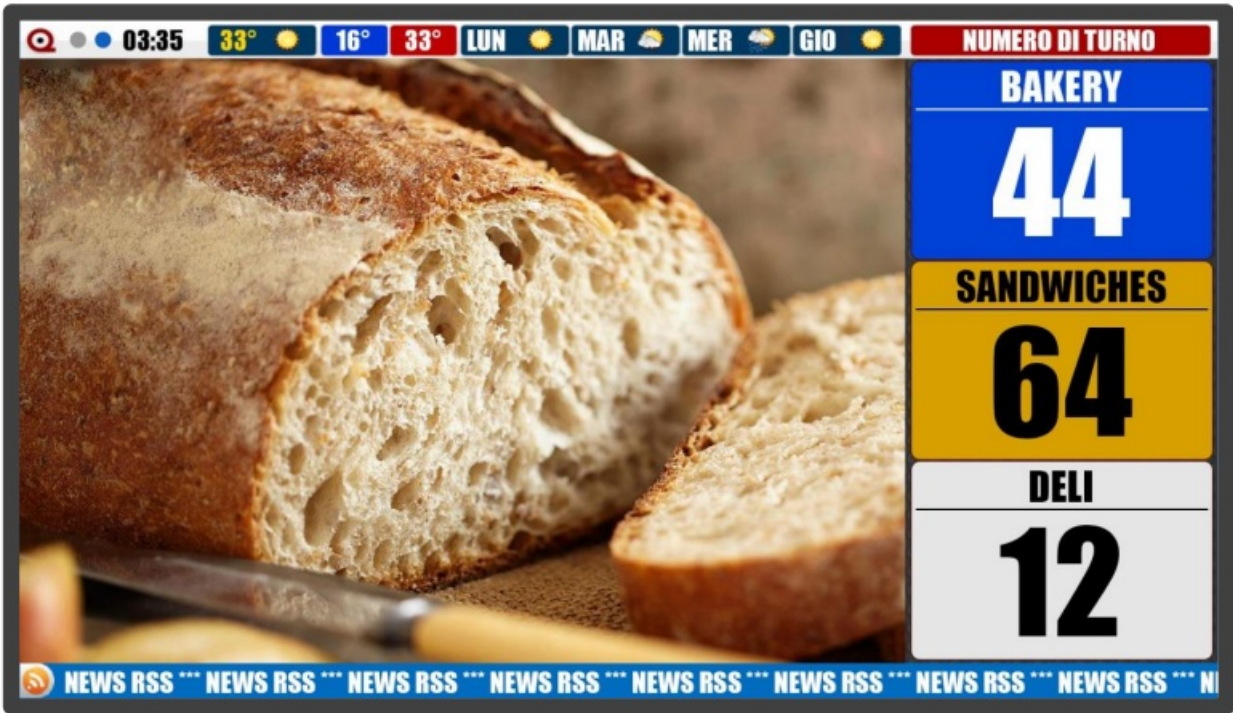 03:35 33° 16° 33° LUN MAR MER GIO NUMERO DI TURNO
BAKERY
44
SANDWICHES
64
DELI
12
NEWS RSS *** NEWS RSS *** NEWS RSS *** NEWS RSS *** NEWS RSS *** NEWS RSS *** NEWS RSS *** NEWS RSS *** N